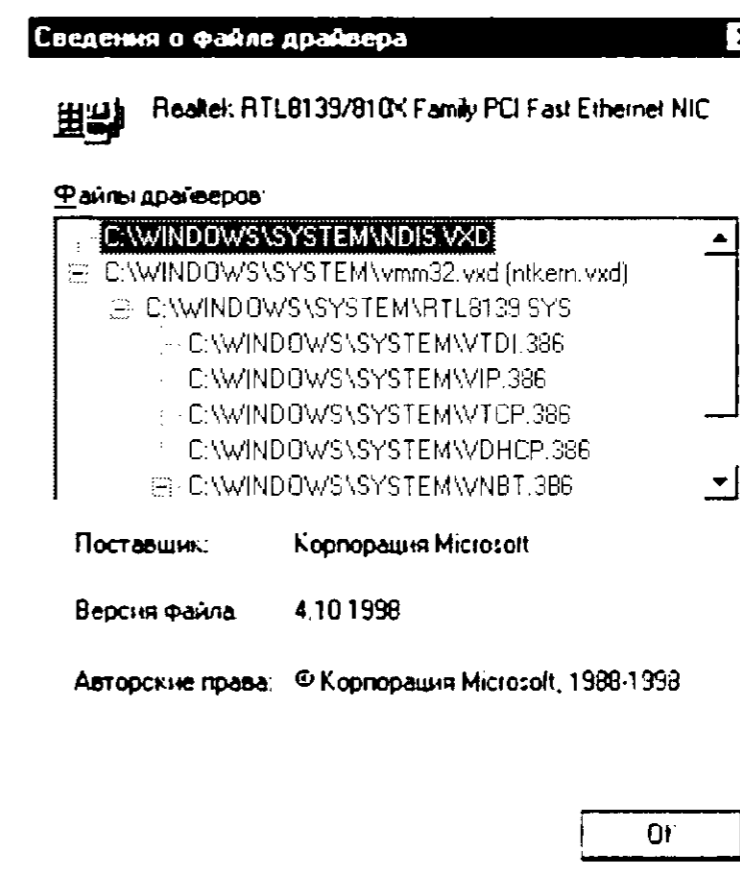 Сведения о файле драйвера
Realtek RTL8139/810X Family PCI Fast Ethernet NIC
Файлы драйверов:
C:\WINDOWS\SYSTEM\NDIS.VXD
C:\WINDOWS\SYSTEM\vmm32.vxd (ntkern.vxd)
C:\WINDOWS\SYSTEM\RTL8139.SYS
C:\WINDOWS\SYSTEM\VTDI.386
C:\WINDOWS\SYSTEM\VIP.386
C:\WINDOWS\SYSTEM\VTCP.386
C:\WINDOWS\SYSTEM\VDHCP.386
C:\WINDOWS\SYSTEM\VNBT.386
Поставщик: Корпорация Microsoft
Версия файла 4.10.1998
Авторские права: © Корпорация Microsoft, 1988-1998